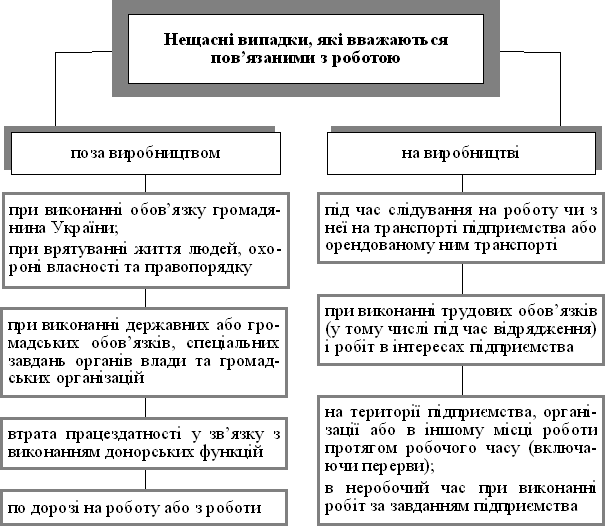 Нещасні випадки, які вважаються
пов’язаними з роботою
поза виробництвом
при виконанні обов’язку громадя-
нина України;
при врятуванні життя людей, охо-
роні власності та правопорядку
при виконанні державних або гро-
мадських обов’язків, спеціальних
завдань органів влади та громад-
ських організацій
втрата працездатності у зв’язку з
виконанням донорських функцій
по дорозі на роботу або з роботи
на виробництві
під час слідування на роботу чи з
неї на транспорті підприємства або
орендованому ним транспорті
при виконанні трудових обов’язків
(у тому числі під час відрядження)
і робіт в інтересах підприємства
на території підприємства, органі-
зації або в іншому місці роботи
протягом робочого часу (включа-
ючи перерви);
в неробочий час при виконанні
робіт за завданням підприємства